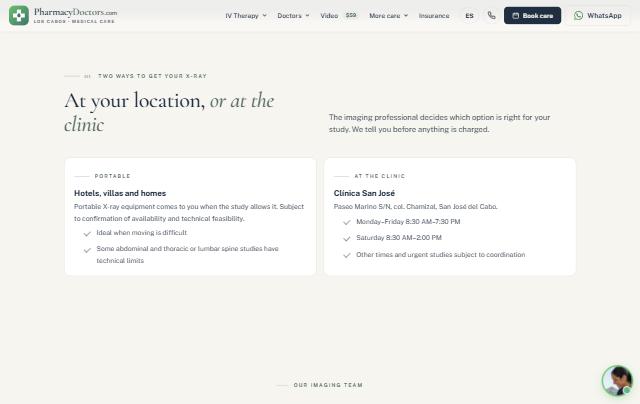 PharmacyDoctors.com
LOS CABOS · MEDICAL CARE
IV Therapy
Doctors
Video $59
More care
Insurance
ES
Book care
WhatsApp
TWO WAYS TO GET YOUR X-RAY
At your location, or at the
clinic
The imaging professional decides which option is right for your
study. We tell you before anything is charged.
PORTABLE
Hotels, villas and homes
Portable X-ray equipment comes to you when the study allows it. Subject
to confirmation of availability and technical feasibility.
Ideal when moving is difficult
Some abdominal and thoracic or lumbar spine studies have
technical limits
AT THE CLINIC
Clínica San José
Paseo Marino S/N, col. Chamizal, San José del Cabo.
Monday–Friday 8:30 AM–7:30 PM
Saturday 8:30 AM–2:00 PM
Other times and urgent studies subject to coordination
OUR IMAGING TEAM